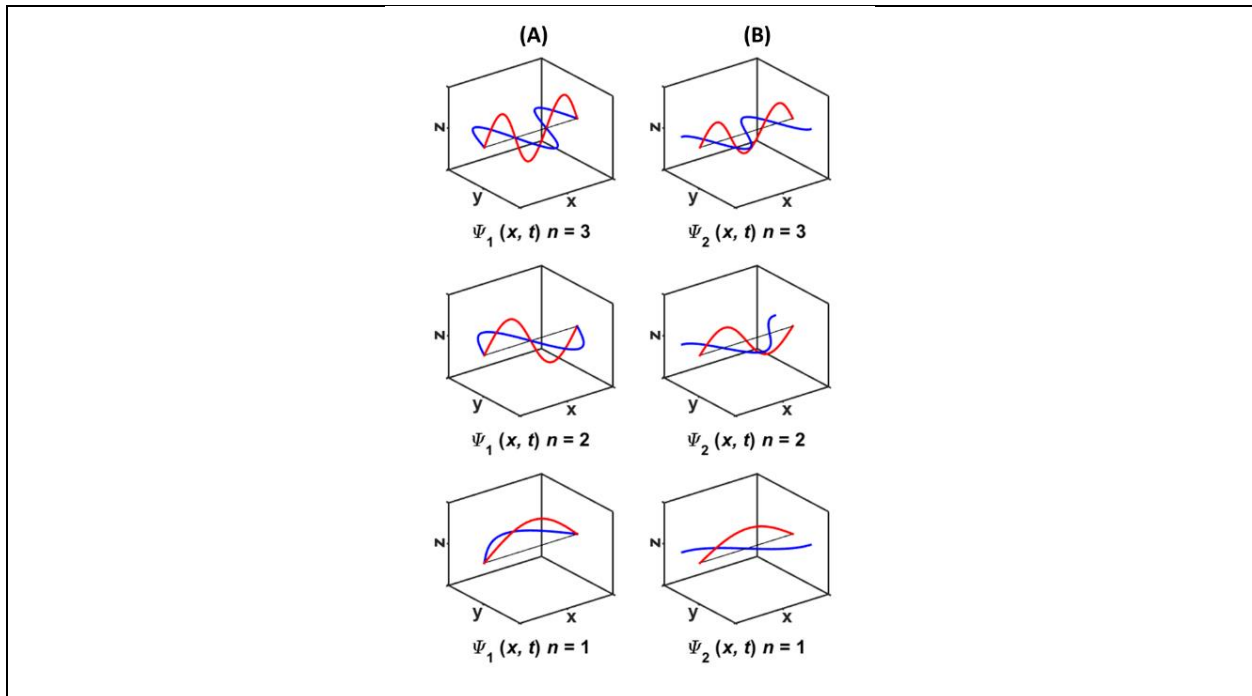 (A) (B)
z z
y x y x
Ψ1 (x, t) n = 3 Ψ2 (x, t) n = 3
z z
y x y x
Ψ1 (x, t) n = 2 Ψ2 (x, t) n = 2
z z
y x y x
Ψ1 (x, t) n = 1 Ψ2 (x, t) n = 1